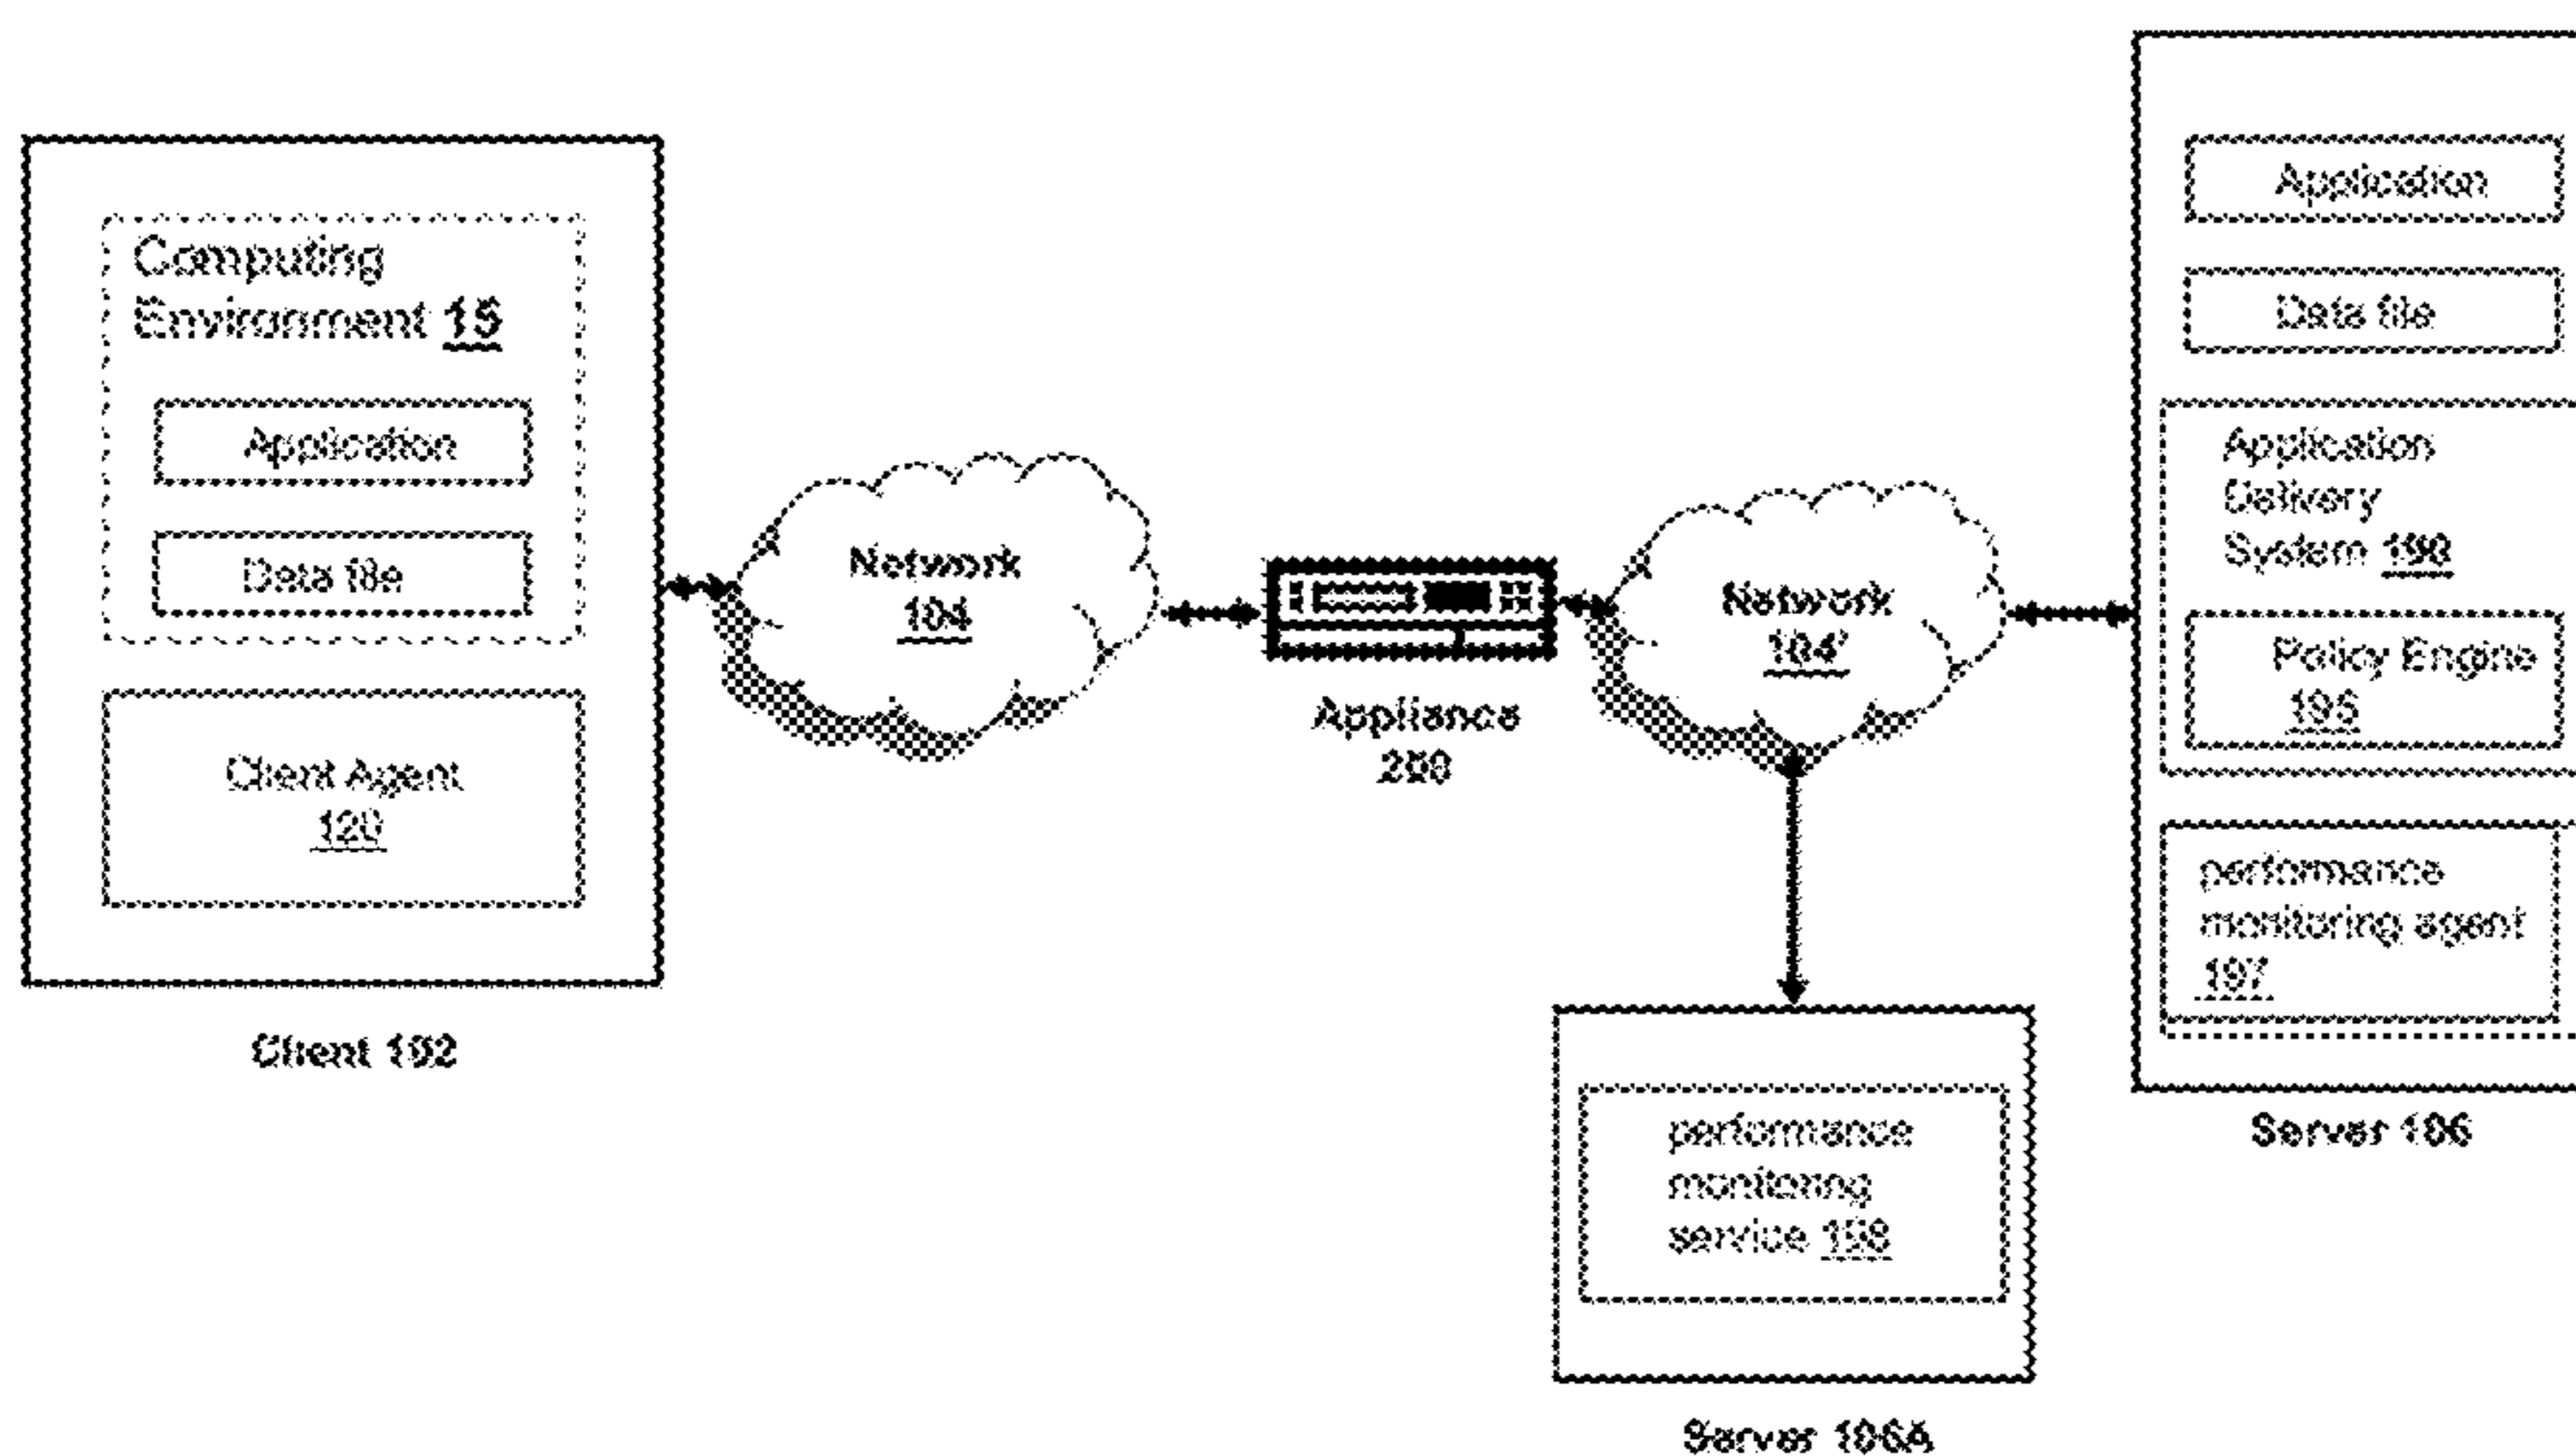 Computing
Environment 15
Application
Data file
Client Agent
120
Client 102
Network
104
Appliance
200
Network
104'
performance
monitoring
service 198
Server 106A
Application
Data file
Application
Delivery
System 190
Policy Engine
195
performance
monitoring agent
197
Server 106